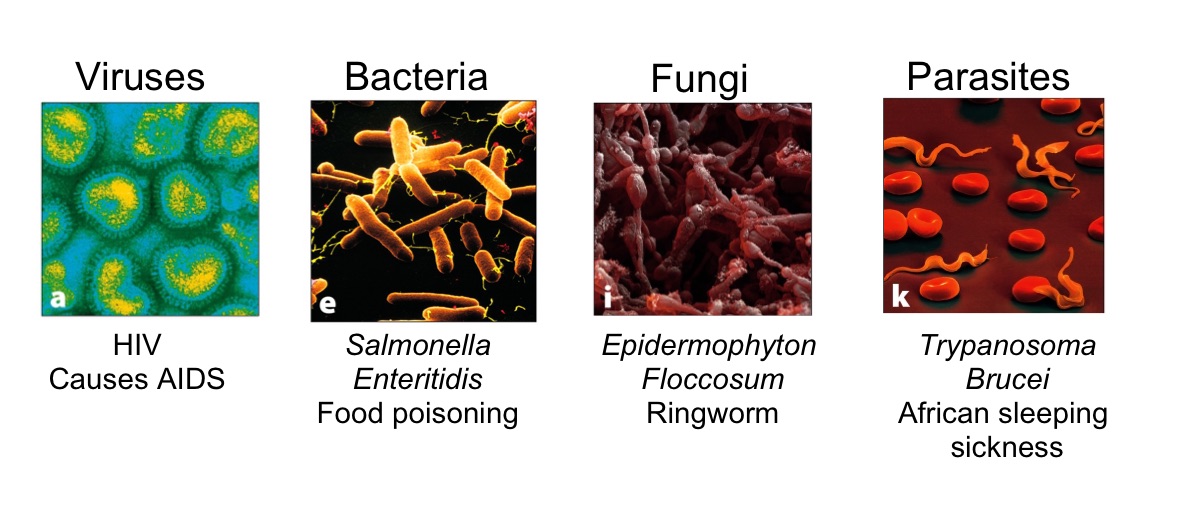 Viruses
Bacteria
Fungi
Parasites
a
e
i
k
HIV
Causes AIDS
Salmonella
Enteritidis
Food poisoning
Epidermophyton
Floccosum
Ringworm
Trypanosoma
Brucei
African sleeping
sickness